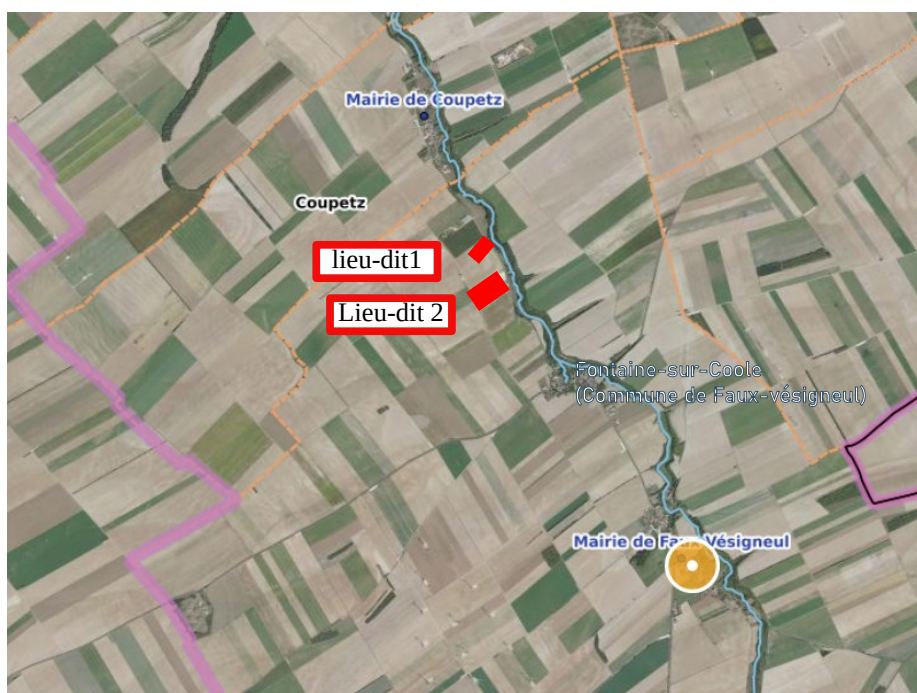 Mairie de Coupetz
Coupetz
lieu-dit1
Lieu-dit 2
Fontaine-sur-Coole
(Commune de Faux-vésigneul)
Mairie de Faux-Vésigneul